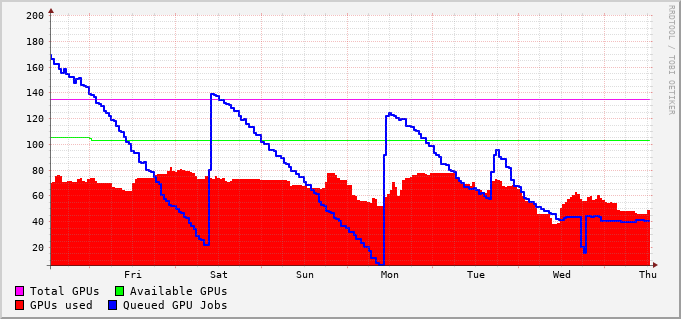 200
180
160
140
120
100
80
60
40
20
Fri Sat Sun Mon Tue Wed Thu
Total GPUs Available GPUs
GPUs used Queued GPU Jobs
RRDTOOL / TOBI OETIKER